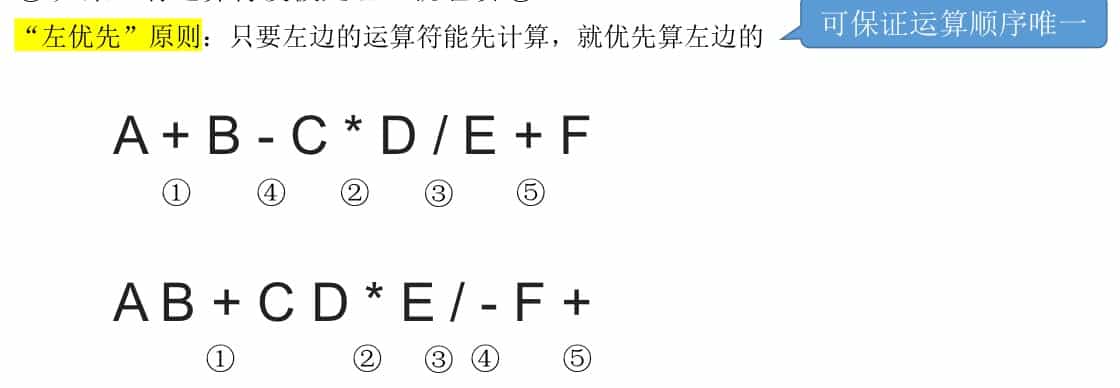 “左优先”原则：只要左边的运算符能先计算，就优先算左边的
可保证运算顺序唯一
A + B - C * D / E + F
① ④ ② ③ ⑤
A B + C D * E / - F +
① ② ③ ④ ⑤